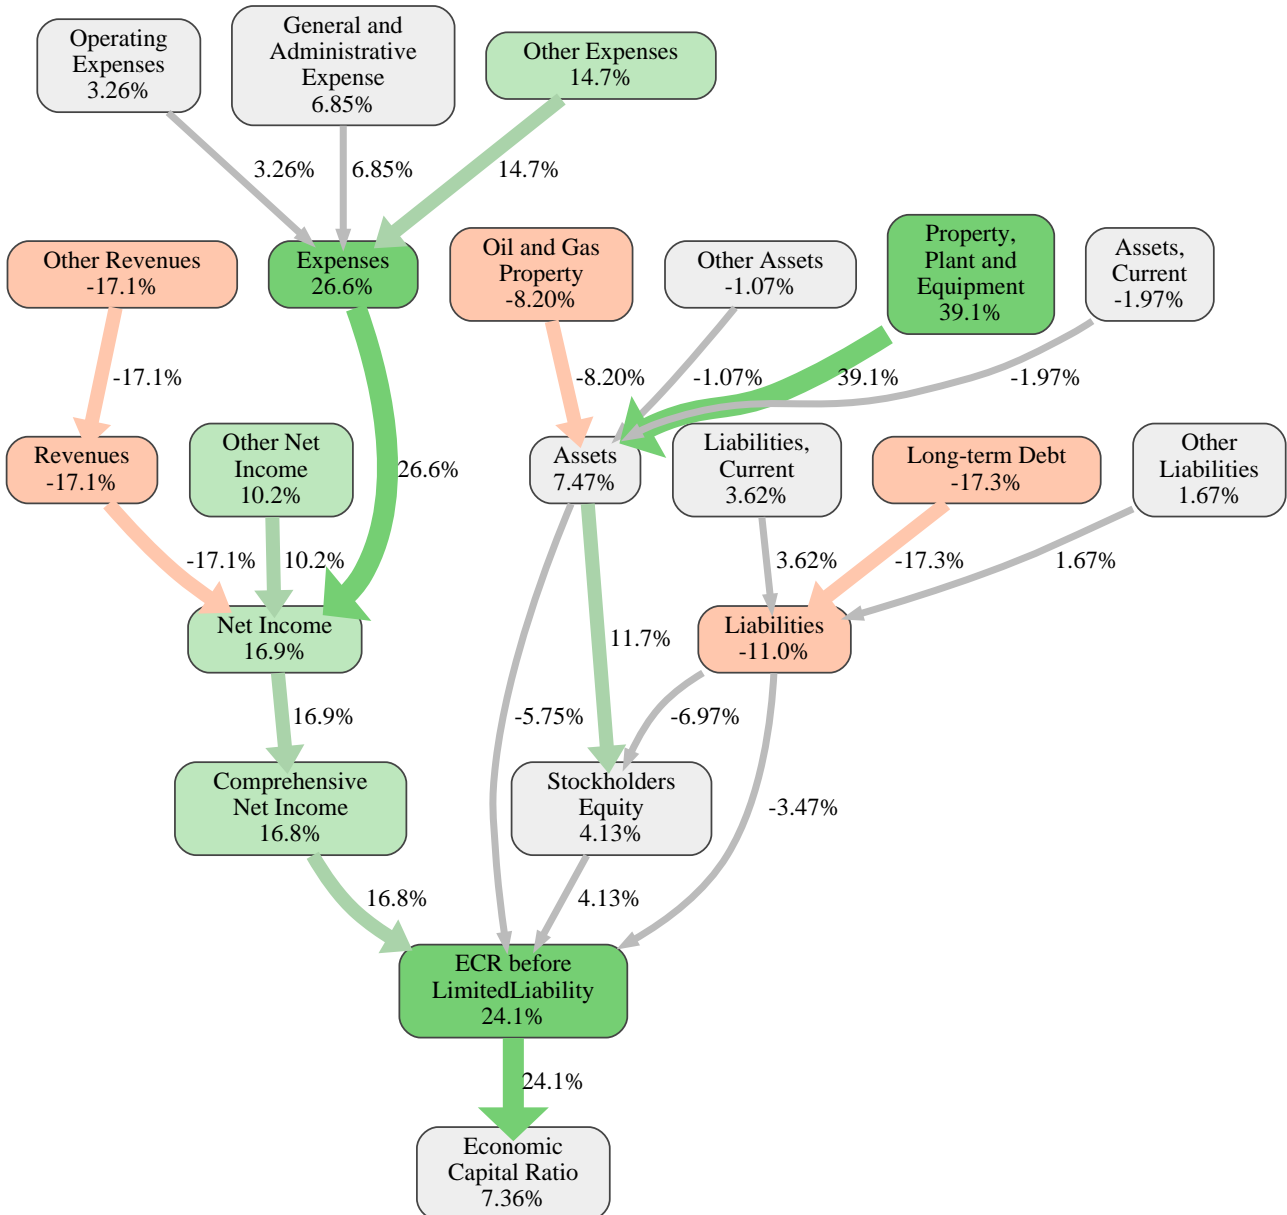 Operating
Expenses
3.26%
General and
Administrative
Expense
6.85%
Other Expenses
14.7%
3.26%
6.85%
14.7%
Other Revenues
-17.1%
Expenses
26.6%
Oil and Gas
Property
-8.20%
Other Assets
-1.07%
Property,
Plant and
Equipment
39.1%
Assets,
Current
-1.97%
-17.1%
-8.20%
-1.07%
39.1%
-1.97%
Revenues
-17.1%
Other Net
Income
10.2%
26.6%
Assets
7.47%
Liabilities,
Current
3.62%
Long-term Debt
-17.3%
Other
Liabilities
1.67%
-17.1%
10.2%
3.62%
-17.3%
1.67%
Net Income
16.9%
11.7%
Liabilities
-11.0%
16.9%
-5.75%
-6.97%
Comprehensive
Net Income
16.8%
Stockholders
Equity
4.13%
-3.47%
16.8%
4.13%
ECR before
LimitedLiability
24.1%
24.1%
Economic
Capital Ratio
7.36%